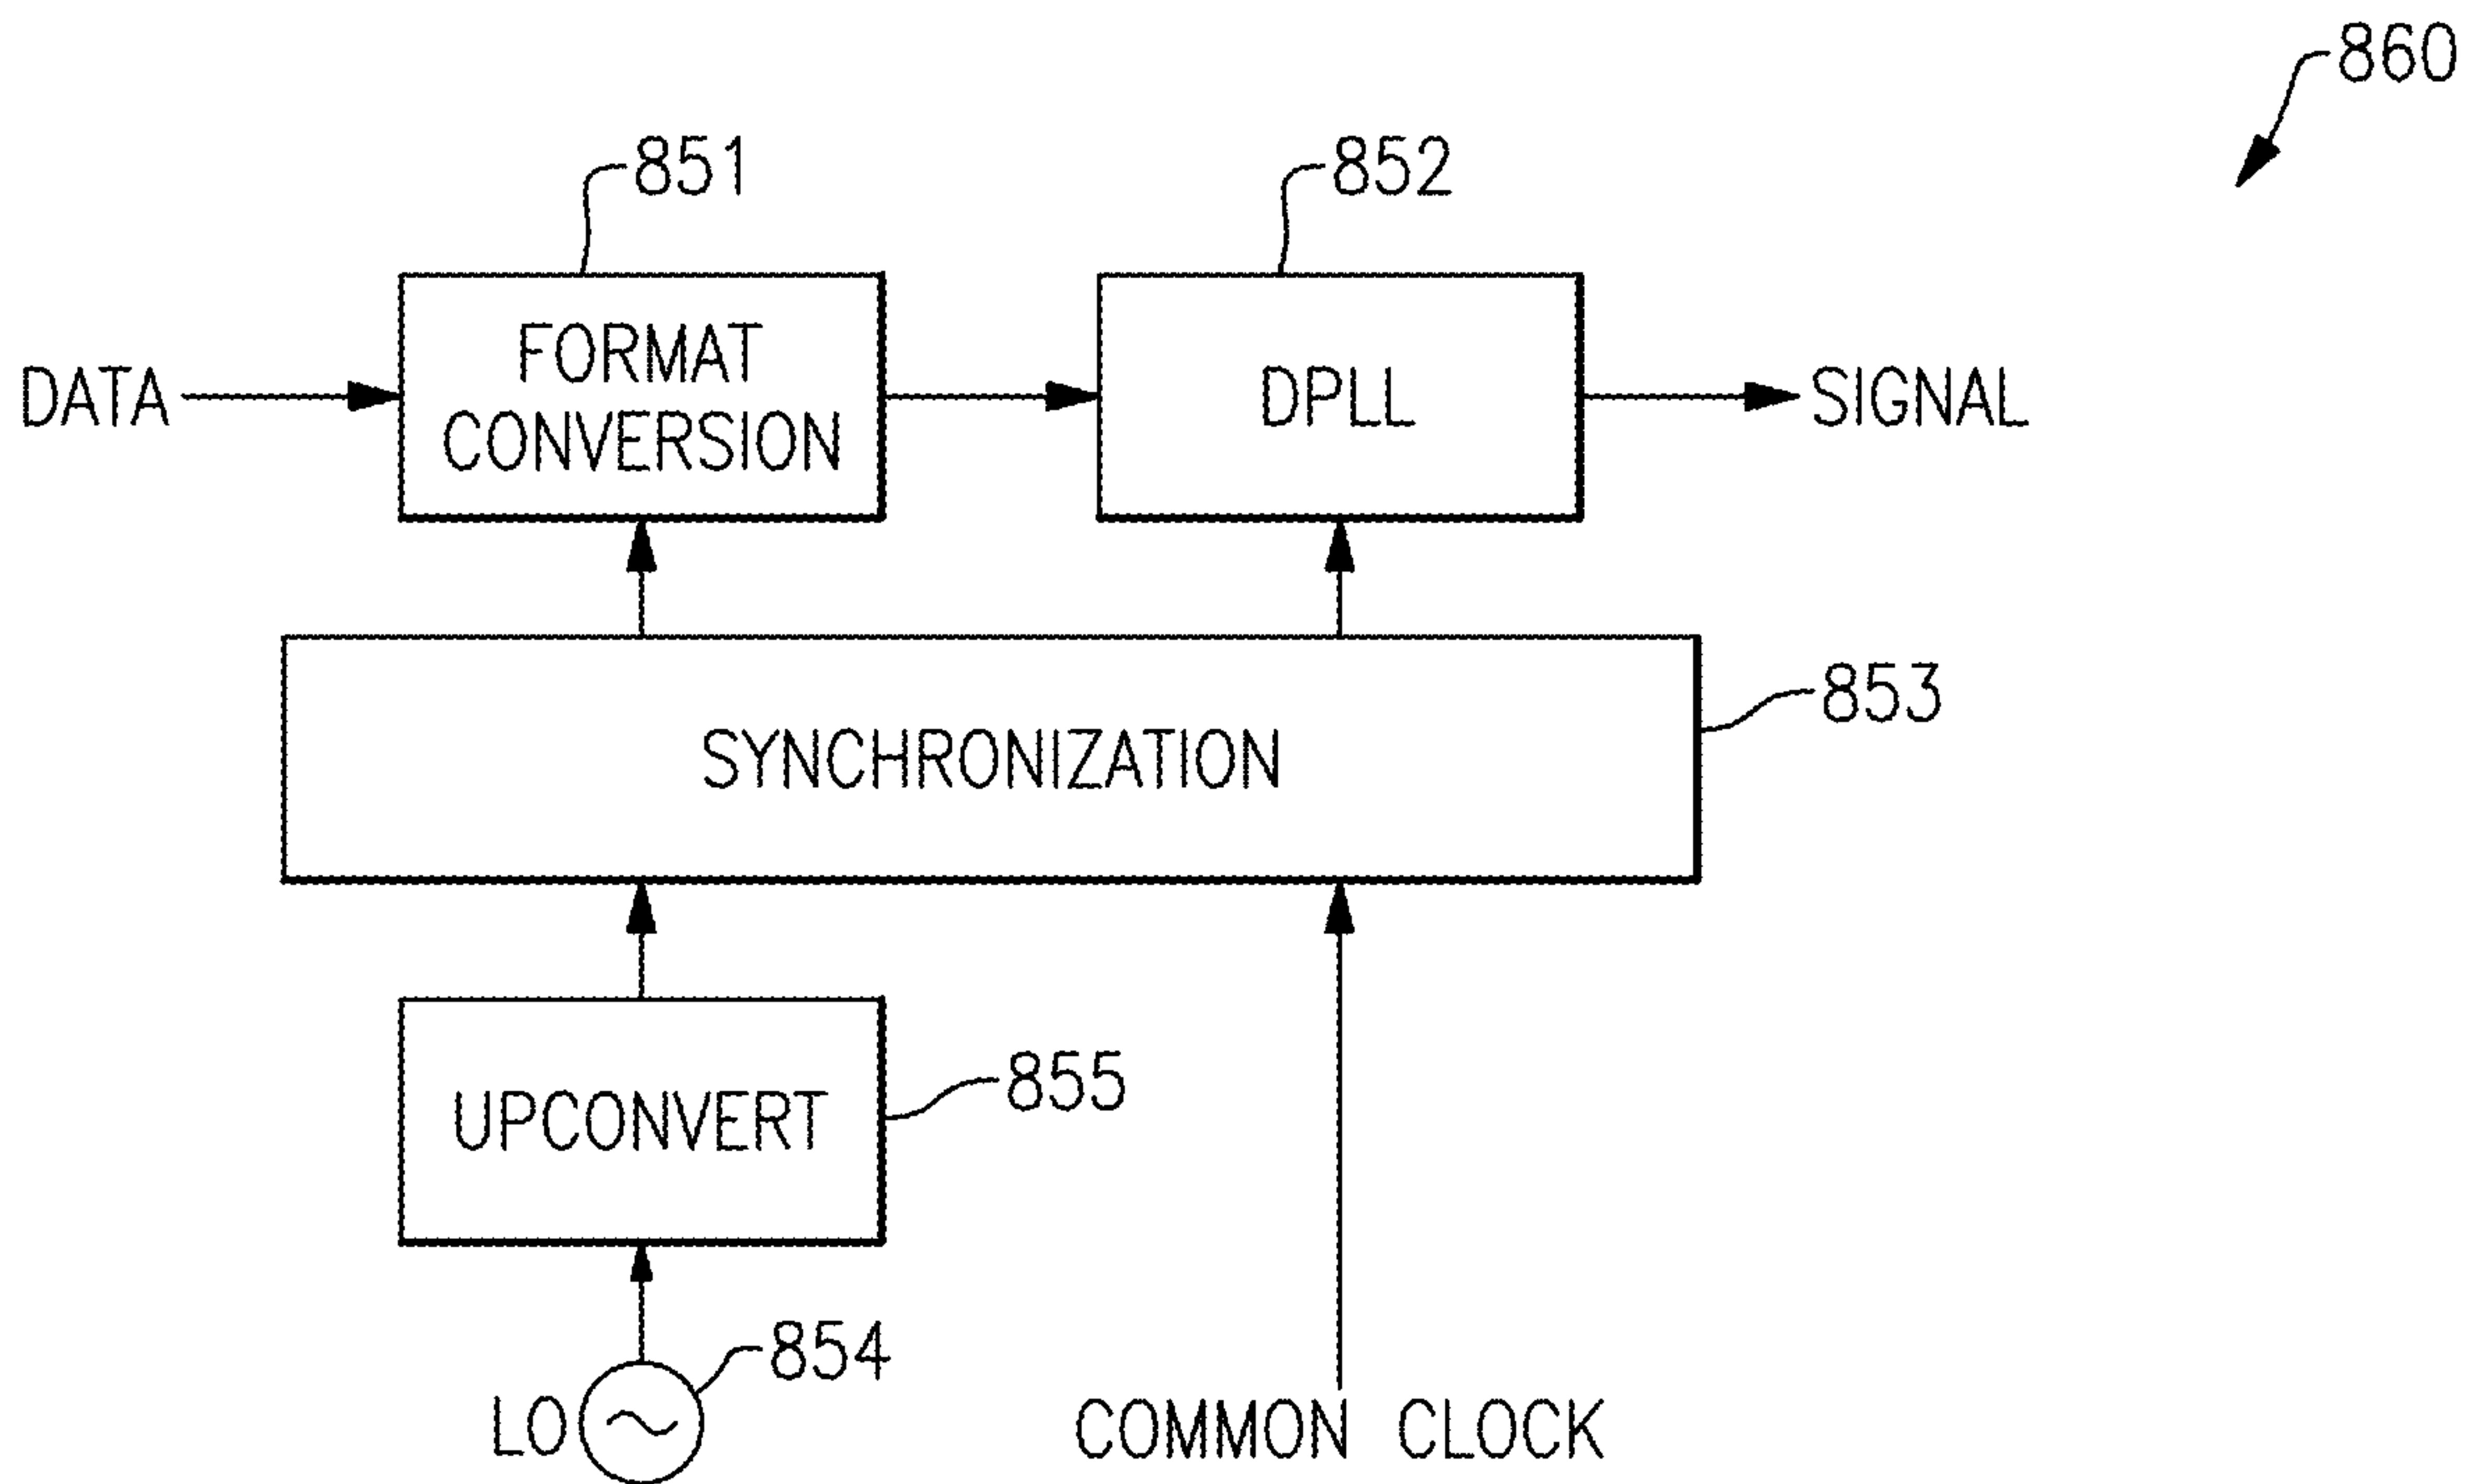 860
851
852
DATA
FORMAT
CONVERSION
DPLL
SIGNAL
853
SYNCHRONIZATION
855
UPCONVERT
854
LO
COMMON CLOCK